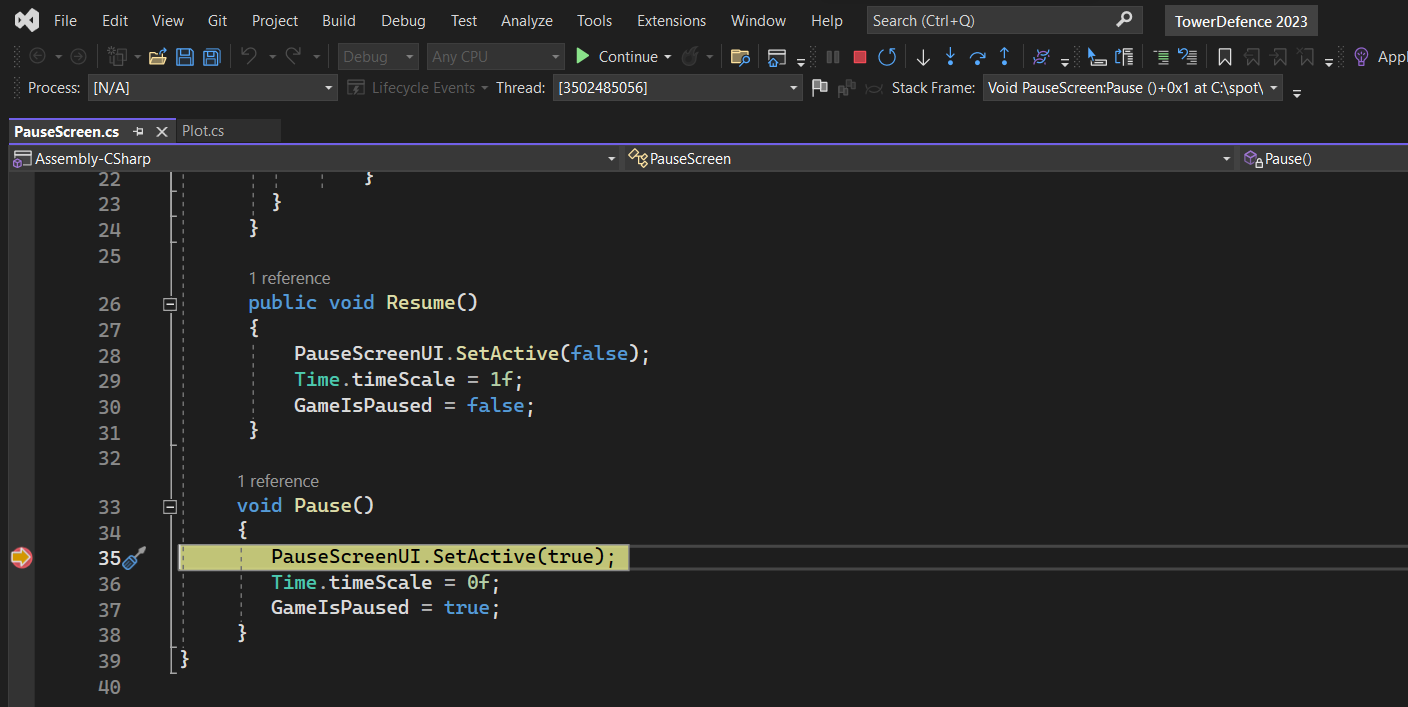 File Edit View Git Project Build Debug Test Analyze Tools Extensions Window Help Search (Ctrl+Q) TowerDefence 2023
Debug Any CPU Continue Appl
Process: [N/A] Lifecycle Events Thread: [3502485056] Stack Frame: Void PauseScreen:Pause ()+0x1 at C:\spot\
PauseScreen.cs Plot.cs
Assembly-CSharp PauseScreen Pause()
22 }
23 }
24 }
25
1 reference
26 public void Resume()
27 {
28 PauseScreenUI.SetActive(false);
29 Time.timeScale = 1f;
30 GameIsPaused = false;
31 }
32
1 reference
33 void Pause()
34 {
35 PauseScreenUI.SetActive(true);
36 Time.timeScale = 0f;
37 GameIsPaused = true;
38 }
39 }
40